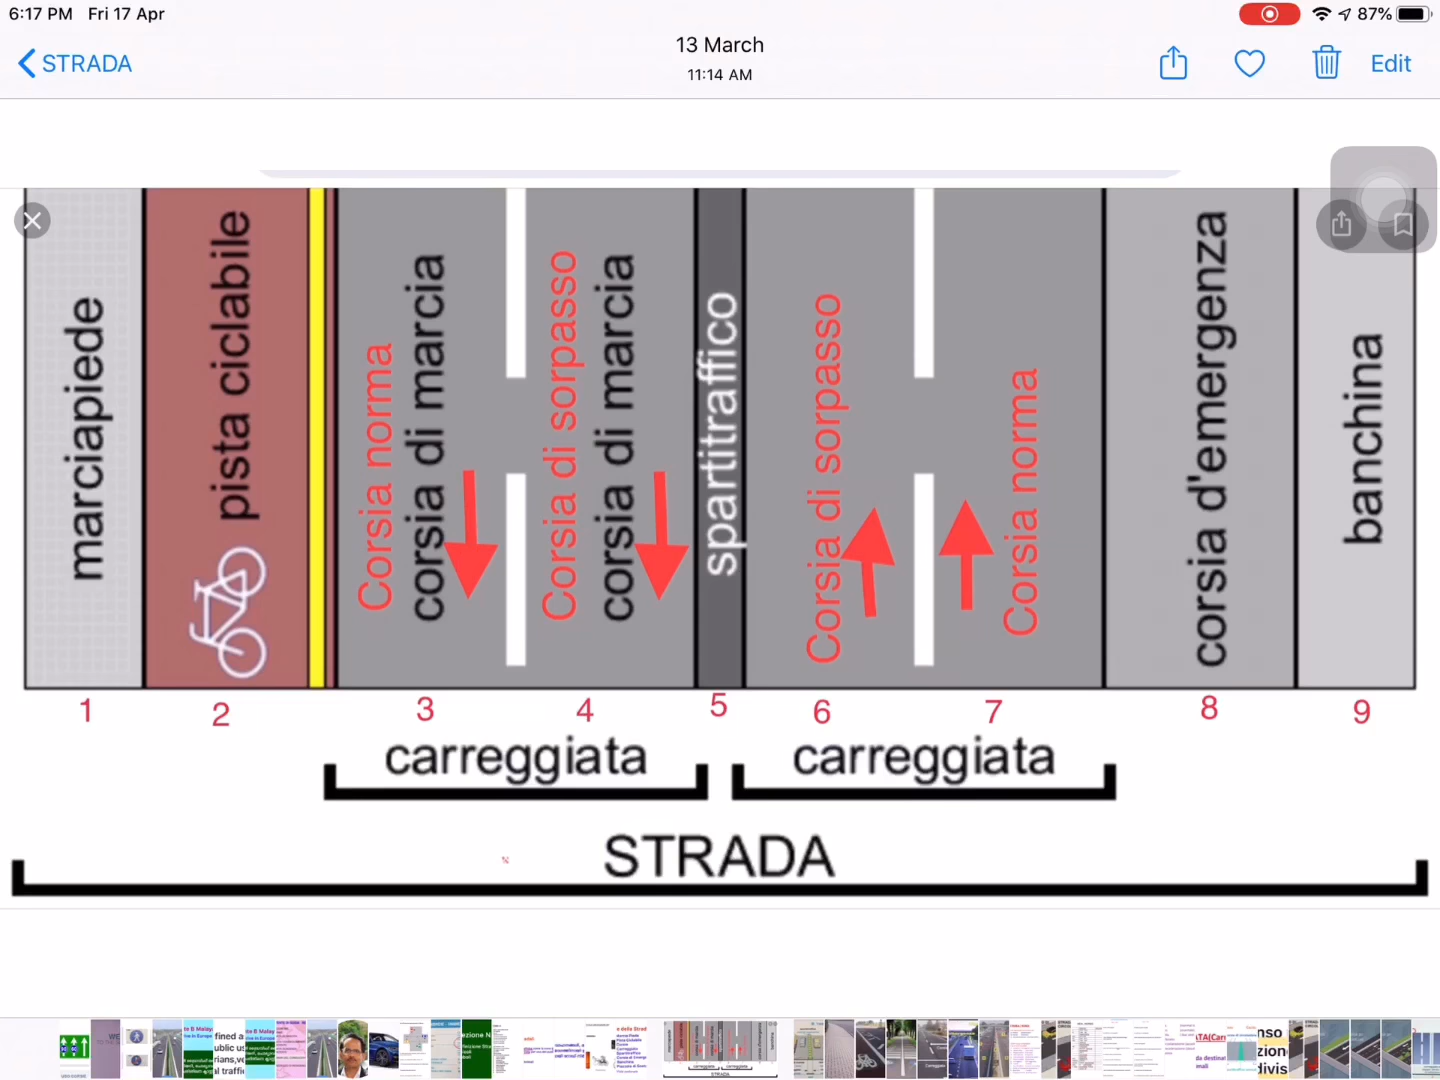 6:17 PM Fri 17 Apr
87%
STRADA
13 March
11:14 AM
Edit
marciapiede
pista ciclabile
Corsia norma
corsia di marcia
Corsia di sorpasso
corsia di marcia
spartitraffico
Corsia di sorpasso
Corsia norma
corsia d'emergenza
banchina
1 2 3 4 5 6 7 8 9
carreggiata carreggiata
STRADA